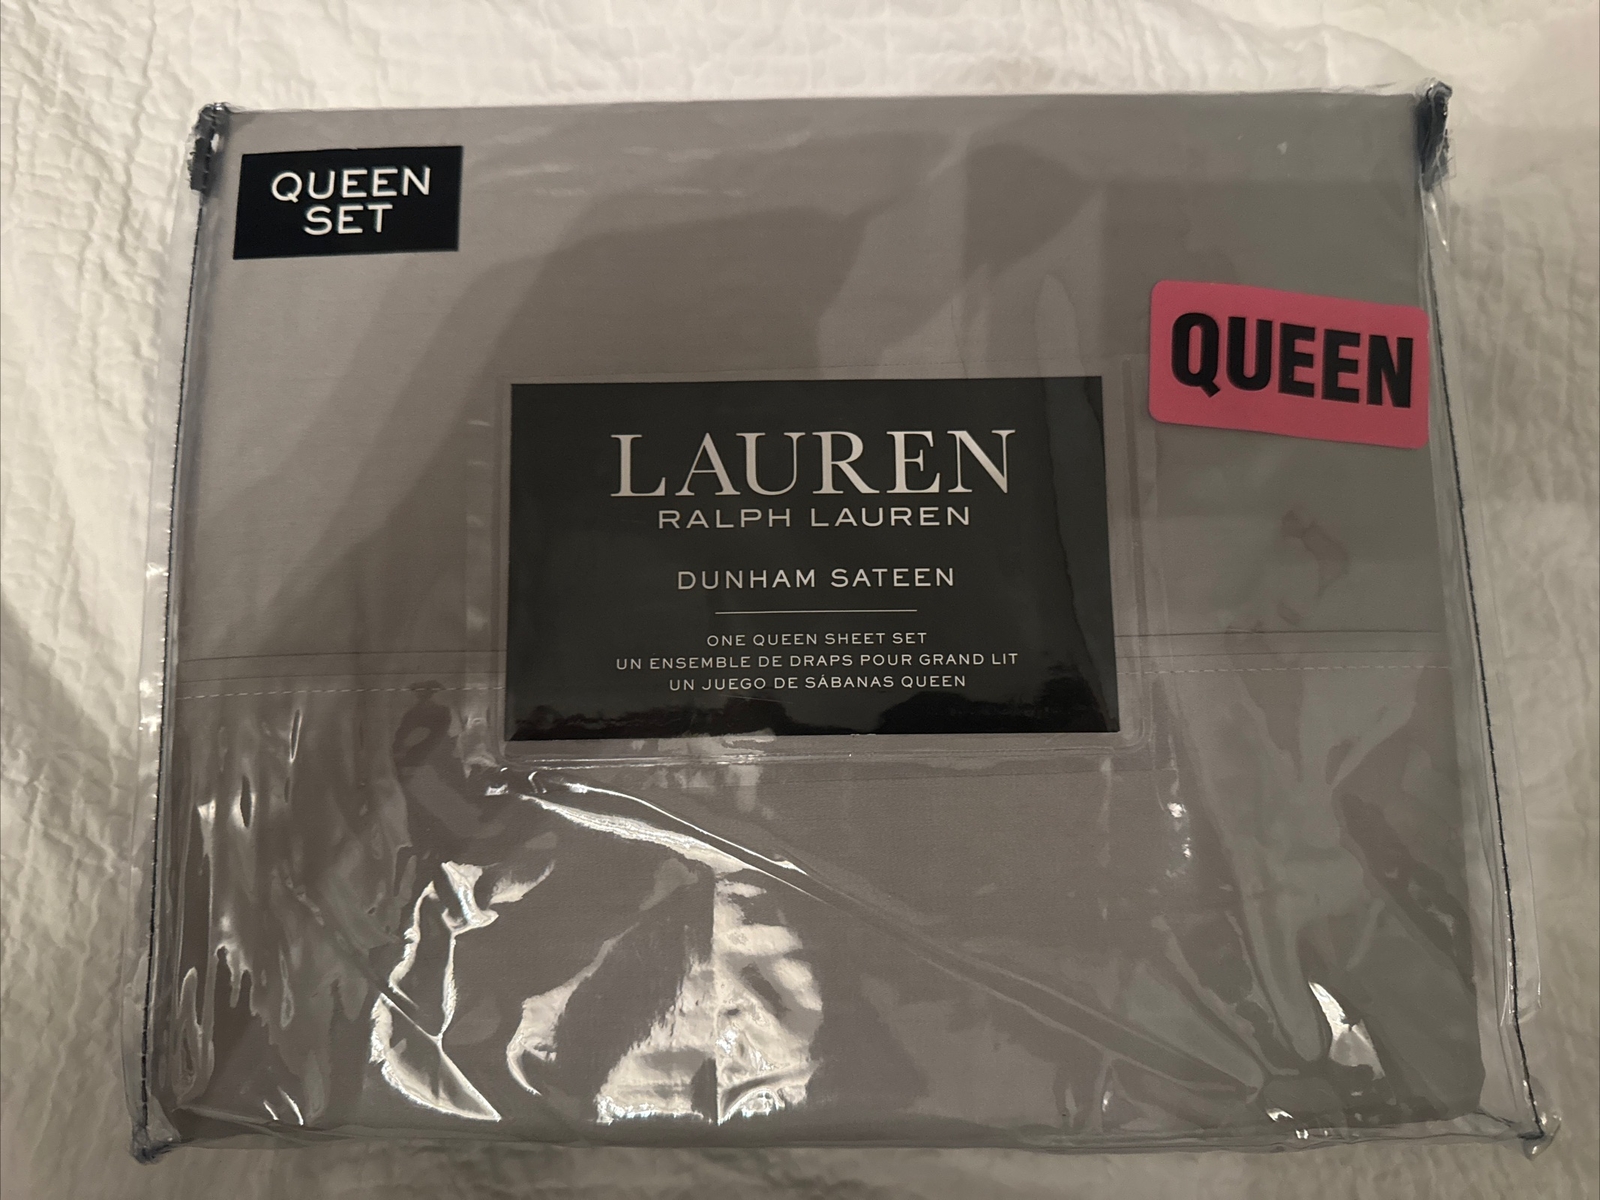 QUEEN
SET
QUEEN
LAUREN
RALPH LAUREN
DUNHAM SATEEN
ONE QUEEN SHEET SET
UN ENSEMBLE DE DRAPS POUR GRAND LIT
UN JUEGO DE SÁBANAS QUEEN